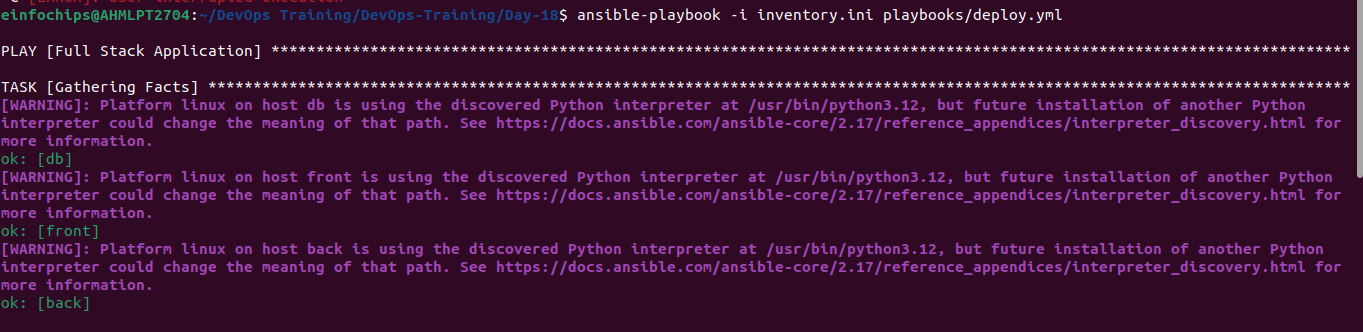 [ERROR]: User interrupted execution
einfochips@AHMLPT2704:~/DevOps Training/DevOps-Training/Day-18$ ansible-playbook -i inventory.ini playbooks/deploy.yml
PLAY [Full Stack Application] ************************************************************************************************************************
TASK [Gathering Facts] *******************************************************************************************************************************
[WARNING]: Platform linux on host db is using the discovered Python interpreter at /usr/bin/python3.12, but future installation of another Python
interpreter could change the meaning of that path. See https://docs.ansible.com/ansible-core/2.17/reference_appendices/interpreter_discovery.html for
more information.
ok: [db]
[WARNING]: Platform linux on host front is using the discovered Python interpreter at /usr/bin/python3.12, but future installation of another Python
interpreter could change the meaning of that path. See https://docs.ansible.com/ansible-core/2.17/reference_appendices/interpreter_discovery.html for
more information.
ok: [front]
[WARNING]: Platform linux on host back is using the discovered Python interpreter at /usr/bin/python3.12, but future installation of another Python
interpreter could change the meaning of that path. See https://docs.ansible.com/ansible-core/2.17/reference_appendices/interpreter_discovery.html for
more information.
ok: [back]